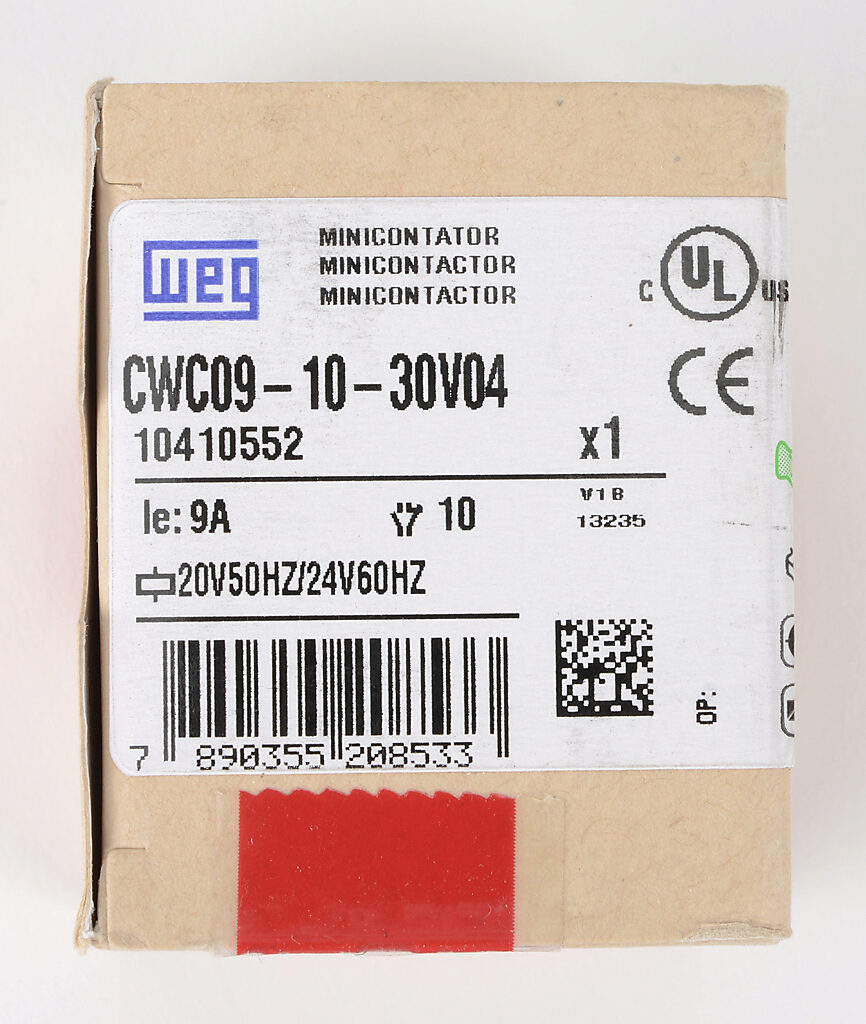 weg
MINICONTATOR
MINICONTACTOR
MINICONTACTOR
C UL US
CE
CWC09-10-30V04
10410552
x1
Ie: 9A
10
V1B
13235
20V50HZ/24V60HZ
OP:
7 890355 208533